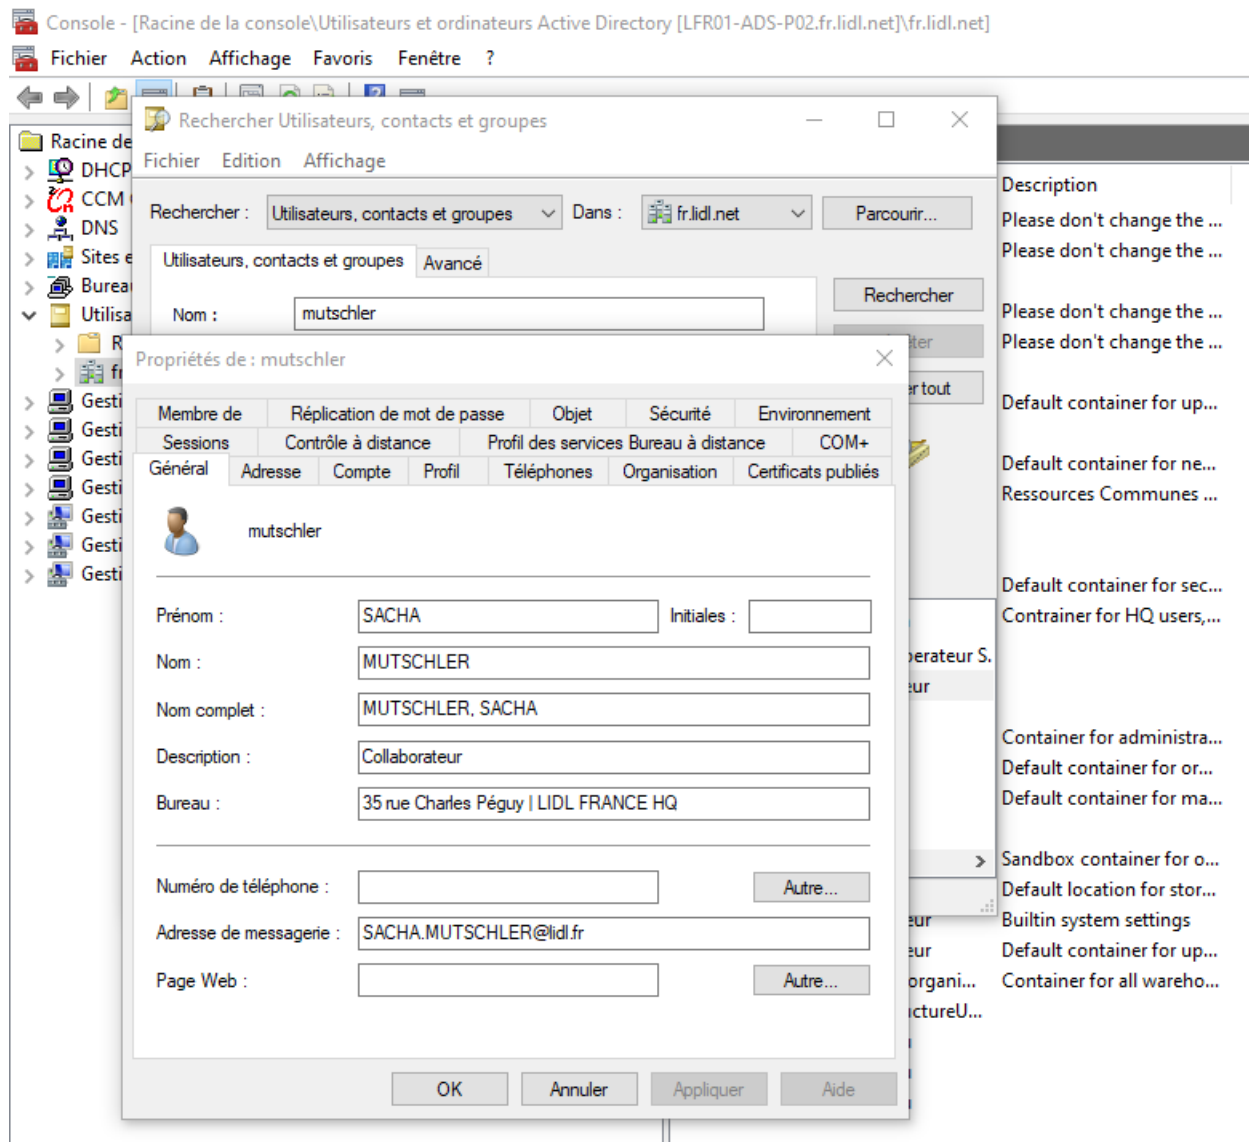 Console - [Racine de la console\Utilisateurs et ordinateurs Active Directory [LFR01-ADS-P02.fr.lidl.net]\fr.lidl.net]
Fichier Action Affichage Favoris Fenêtre ?
Racine de
DHCP
CCM
DNS
Sites e
Burea
Utilisa
R
fr
Gesti
Gesti
Gesti
Gesti
Gesti
Gesti
Gesti
Rechercher Utilisateurs, contacts et groupes
Fichier Edition Affichage
Rechercher : Utilisateurs, contacts et groupes Dans : fr.lidl.net Parcourir...
Utilisateurs, contacts et groupes Avancé
Nom : mutschler
Rechercher
er tout
Propriétés de : mutschler
Membre de Réplication de mot de passe Objet Sécurité Environnement
Sessions Contrôle à distance Profil des services Bureau à distance COM+
Général Adresse Compte Profil Téléphones Organisation Certificats publiés
mutschler
Prénom : SACHA Initiales :
Nom : MUTSCHLER
Nom complet : MUTSCHLER, SACHA
Description : Collaborateur
Bureau : 35 rue Charles Péguy | LIDL FRANCE HQ
Numéro de téléphone : Autre...
Adresse de messagerie : SACHA.MUTSCHLER@lidl.fr
Page Web : Autre...
OK Annuler Appliquer Aide
perateur S.
eur
eur
eur
organi...
uctureU...
Description
Please don't change the ...
Please don't change the ...
Please don't change the ...
Please don't change the ...
Default container for up...
Default container for ne...
Ressources Communes ...
Default container for sec...
Contrainer for HQ users,...
Container for administra...
Default container for or...
Default container for ma...
Sandbox container for o...
Default location for stor...
Builtin system settings
Default container for up...
Container for all wareho...